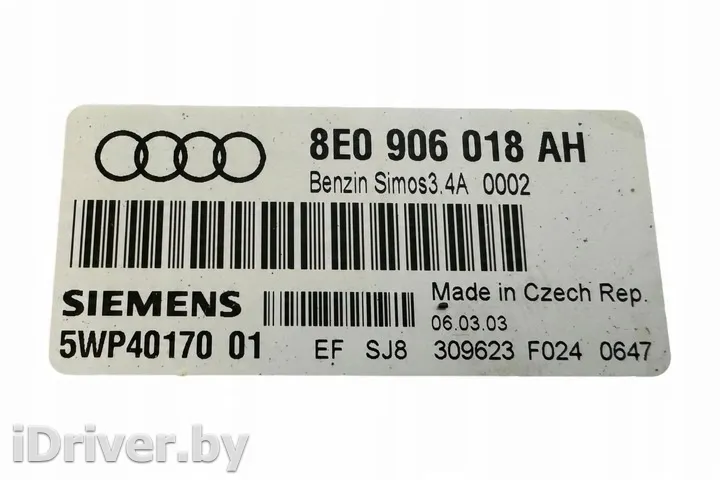 8E0 906 018 AH
Benzin Simos3.4A 0002
SIEMENS
Made in Czech Rep.
06.03.03
5WP40170 01
EF SJ8 309623 F024 0647
iDriver.by